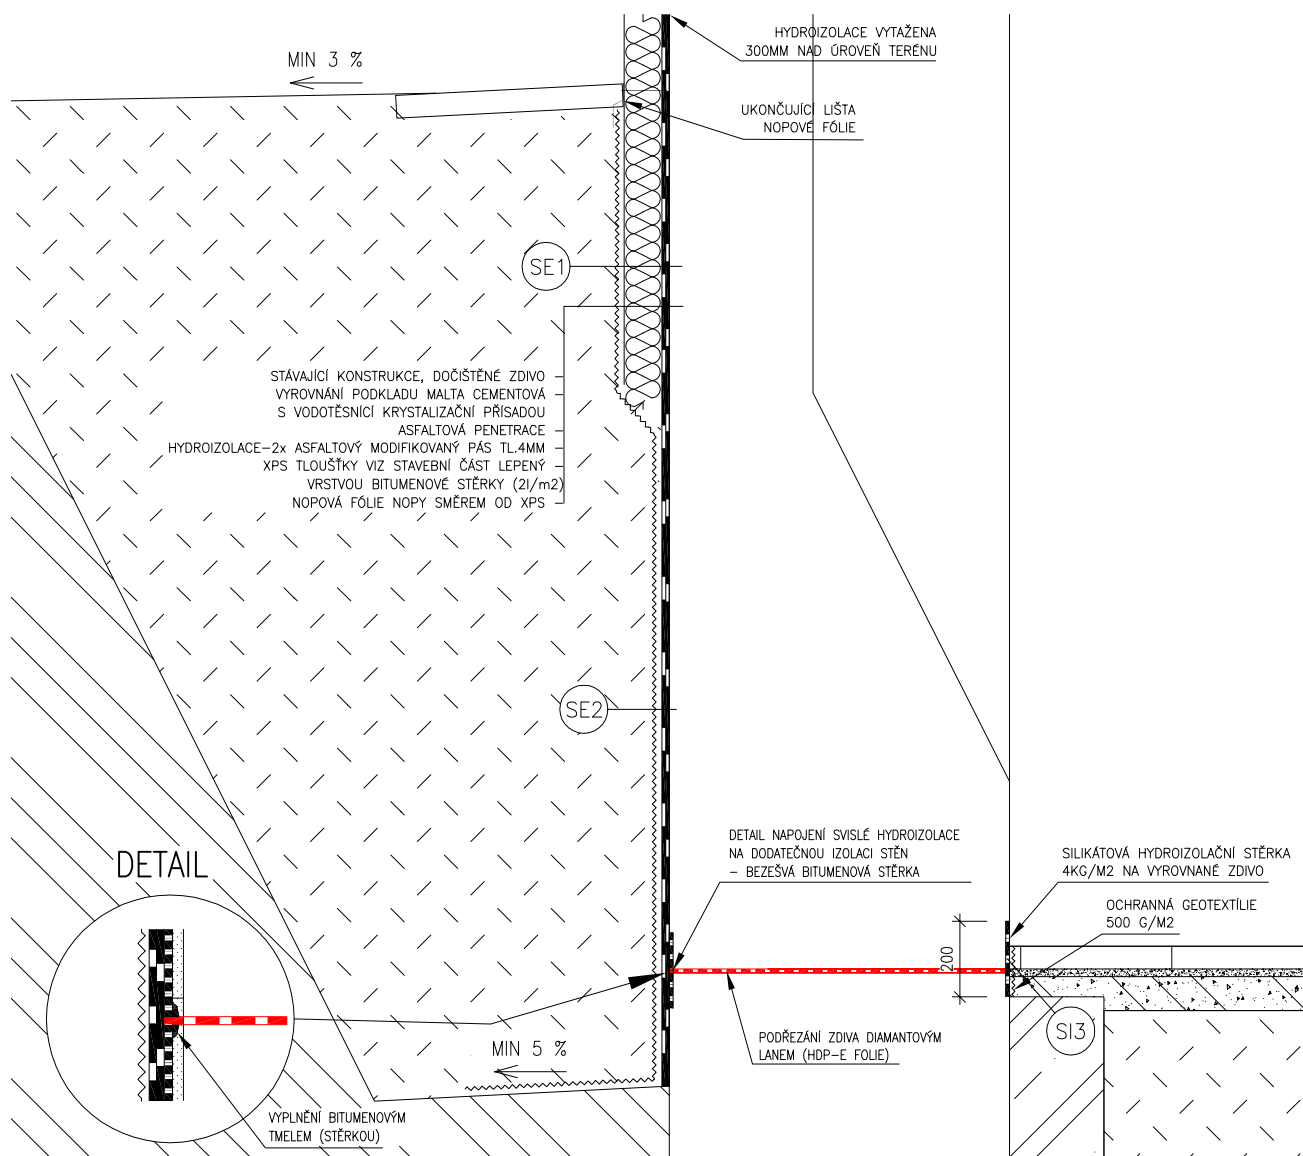 HYDROIZOLACE VYTAŽENA
300MM NAD ÚROVEŇ TERÉNU
MIN 3 %
UKONČUJÍCÍ LIŠTA
NOPOVÉ FÓLIE
SE1
STÁVAJÍCÍ KONSTRUKCE, DOČIŠTĚNÉ ZDIVO
VYROVNÁNÍ PODKLADU MALTA CEMENTOVÁ
S VODOTĚSNÍCÍ KRYSTALIZAČNÍ PŘÍSADOU
ASFALTOVÁ PENETRACE
HYDROIZOLACE-2x ASFALTOVÝ MODIFIKOVANÝ PÁS TL.4MM
XPS TLOUŠŤKY VIZ STAVEBNÍ ČÁST LEPENÝ
VRSTVOU BITUMENOVÉ STĚRKY (2l/m2)
NOPOVÁ FÓLIE NOPY SMĚREM OD XPS
SE2
DETAIL NAPOJENÍ SVISLÉ HYDROIZOLACE
NA DODATEČNOU IZOLACI STĚN
- BEZEŠVÁ BITUMENOVÁ STĚRKA
SILIKÁTOVÁ HYDROIZOLAČNÍ STĚRKA
4KG/M2 NA VYROVNANÉ ZDIVO
DETAIL
OCHRANNÁ GEOTEXTÍLIE
500 G/M2
200
SI3
PODŘEZÁNÍ ZDIVA DIAMANTOVÝM
LANEM (HDP-E FOLIE)
MIN 5 %
VYPLNĚNÍ BITUMENOVÝM
TMELEM (STĚRKOU)